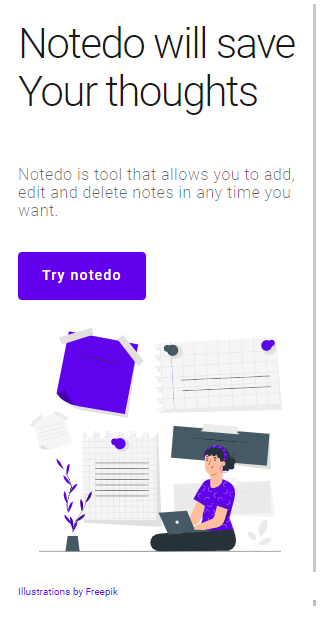 Notedo will save
Your thoughts
Notedo is tool that allows you to add,
edit and delete notes in any time you
want.
Try notedo
Illustrations by Freepik